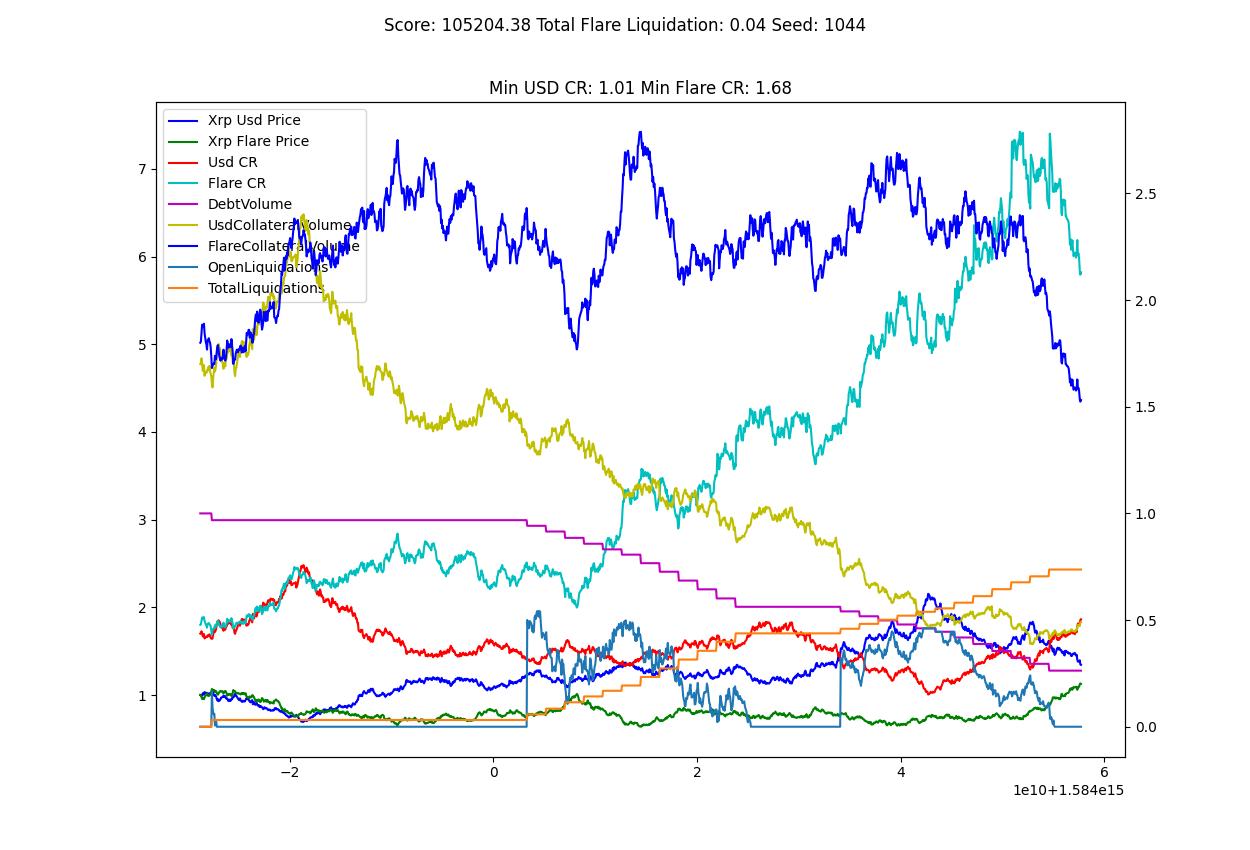 Score: 105204.38 Total Flare Liquidation: 0.04 Seed: 1044
Min USD CR: 1.01 Min Flare CR: 1.68
Xrp Usd Price
Xrp Flare Price
Usd CR
Flare CR
DebtVolume
UsdCollateralVolume
FlareCollateralVolume
OpenLiquidations
TotalLiquidations
7
6
5
4
3
2
1
2.5
2.0
1.5
1.0
0.5
0.0
−2 0 2 4 6
1e10+1.584e15